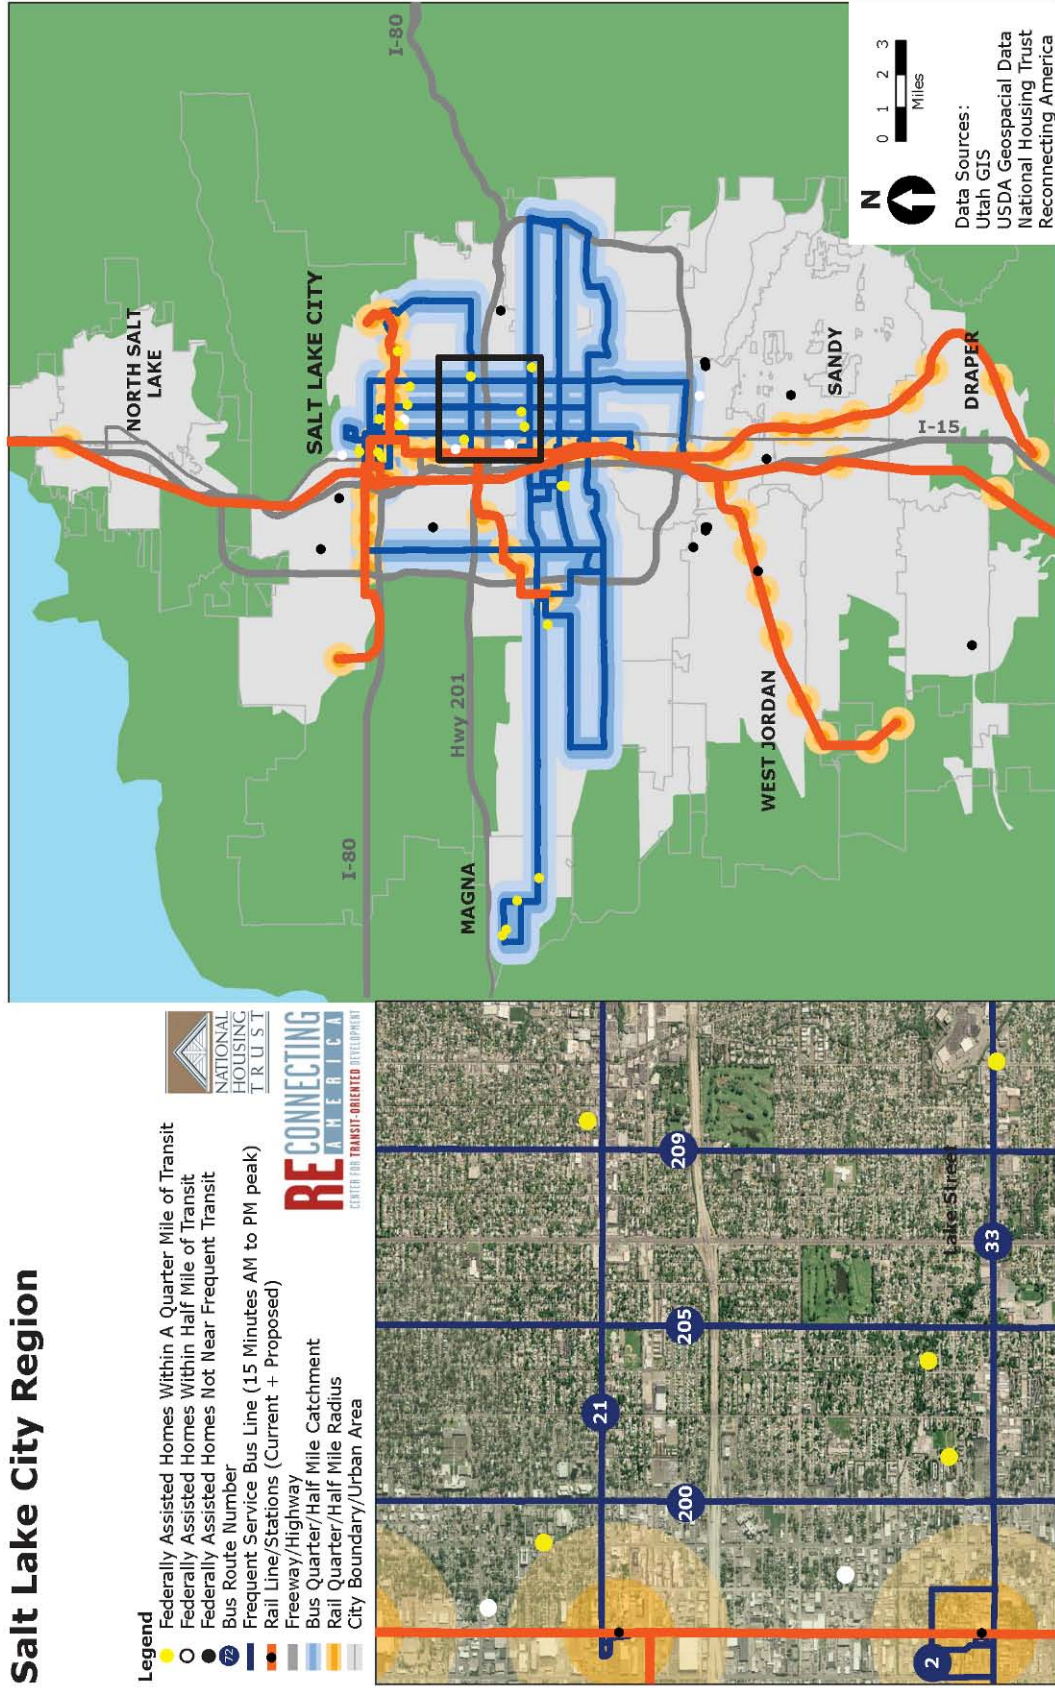 Salt Lake City Region
Legend
Federally Assisted Homes Within A Quarter Mile of Transit
Federally Assisted Homes Within Half Mile of Transit
Federally Assisted Homes Not Near Frequent Transit
72 Bus Route Number
Frequent Service Bus Line (15 Minutes AM to PM peak)
Rail Line/Stations (Current + Proposed)
Freeway/Highway
Bus Quarter/Half Mile Catchment
Rail Quarter/Half Mile Radius
City Boundary/Urban Area
NATIONAL
HOUSING
TRUST
RECONNECTING
AMERICA
CENTER FOR TRANSIT-ORIENTED DEVELOPMENT
21
209
205
200
Lake Street
33
2
I-80
NORTH SALT
LAKE
SALT LAKE CITY
I-80
Hwy 201
MAGNA
WEST JORDAN
SANDY
I-15
DRAPER
N
0 1 2 3
Miles
Data Sources:
Utah GIS
USDA Geospacial Data
National Housing Trust
Reconnecting America